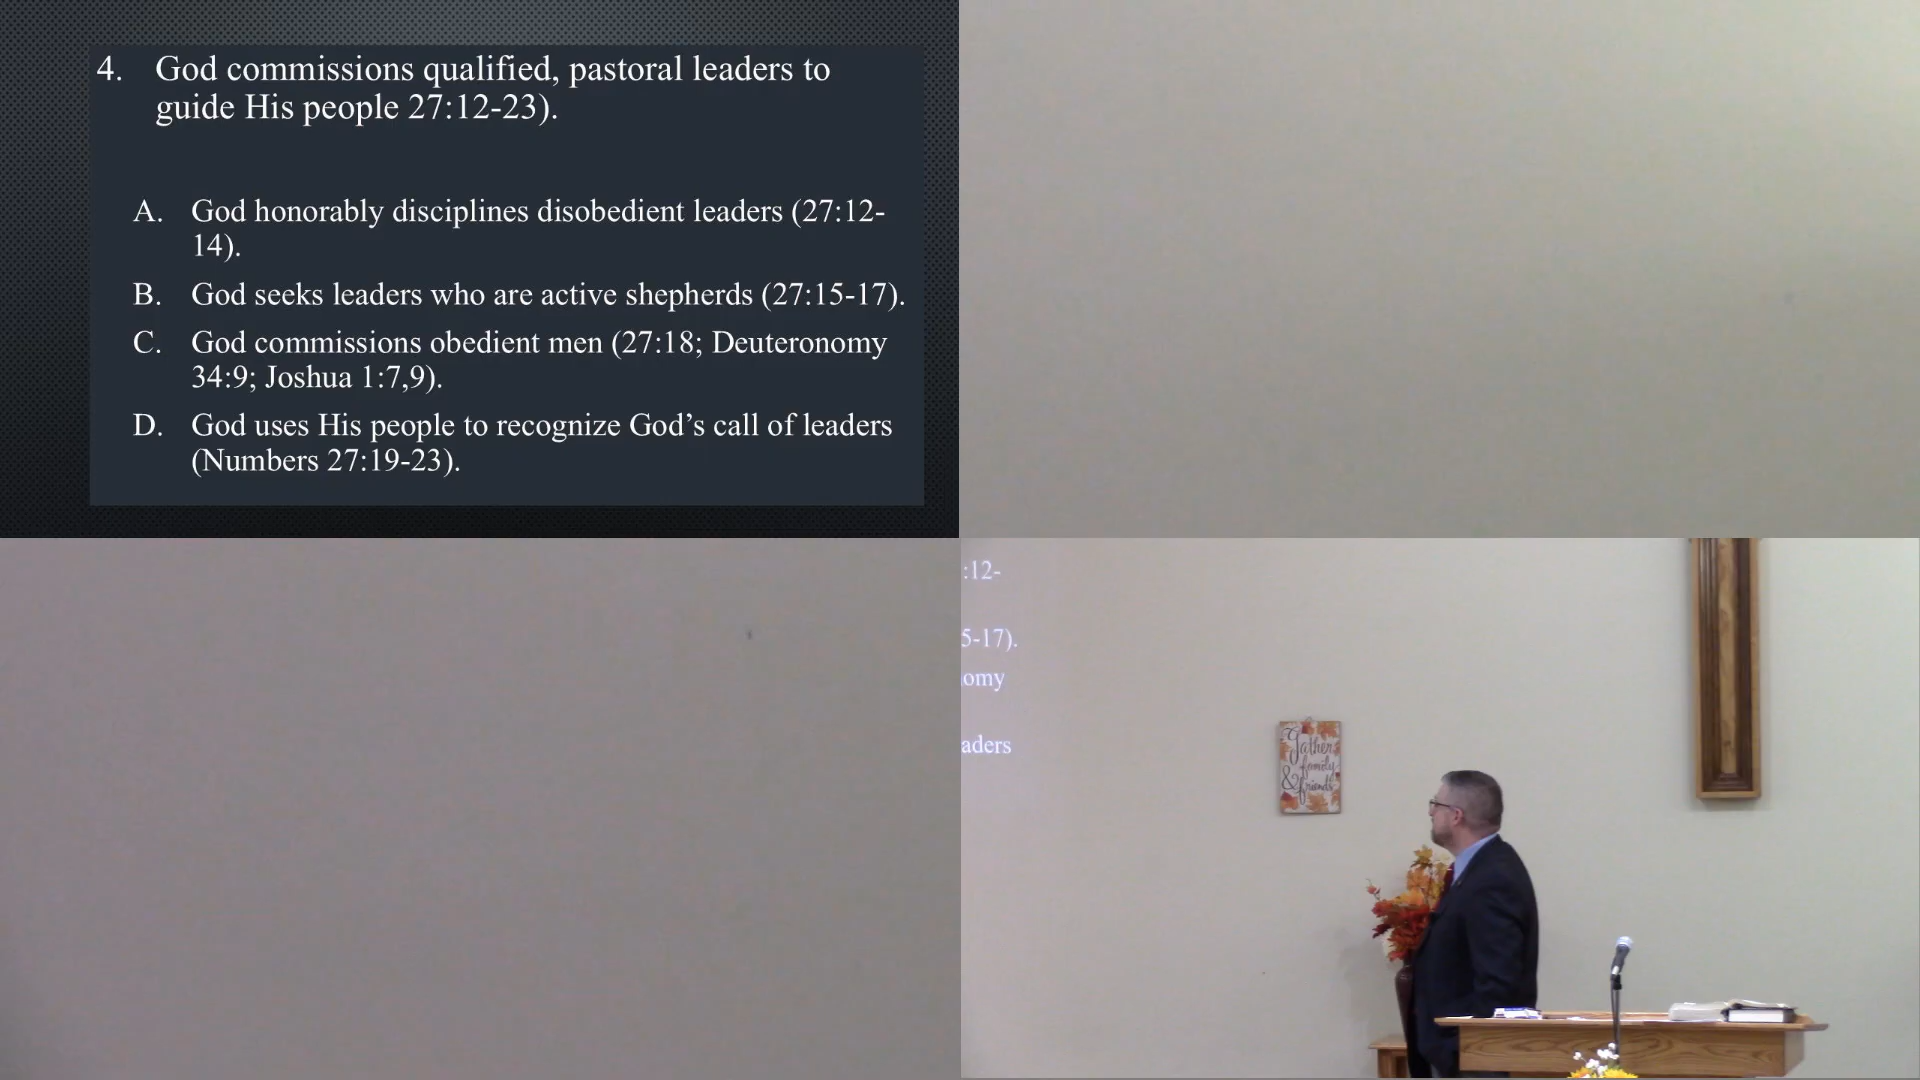 4. God commissions qualified, pastoral leaders to
guide His people 27:12-23).
A. God honorably disciplines disobedient leaders (27:12-
14).
B. God seeks leaders who are active shepherds (27:15-17).
C. God commissions obedient men (27:18; Deuteronomy
34:9; Joshua 1:7,9).
D. God uses His people to recognize God’s call of leaders
(Numbers 27:19-23).
:12-
5-17).
omy
aders
Gather
family
& friends